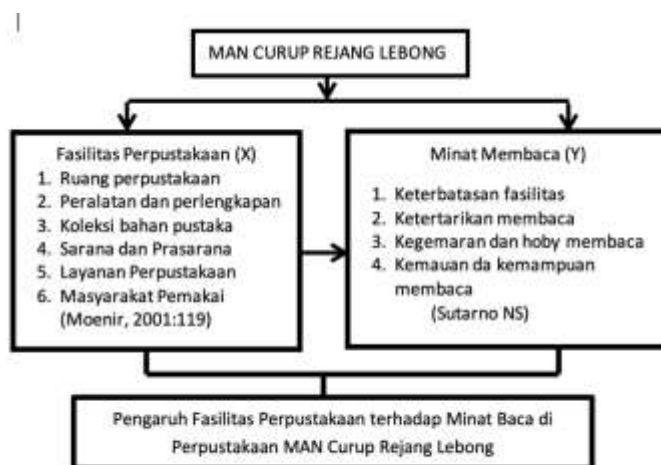 MAN CURUP REJANG LEBONG
Fasilitas Perpustakaan (X)
1. Ruang perpustakaan
2. Peralatan dan perlengkapan
3. Koleksi bahan pustaka
4. Sarana dan Prasarana
5. Layanan Perpustakaan
6. Masyarakat Pemakai
(Moenir, 2001:119)
Minat Membaca (Y)
1. Keterbatasan fasilitas
2. Ketertarikan membaca
3. Kegemaran dan hoby membaca
4. Kemauan da kemampuan
membaca
(Sutarno NS)
Pengaruh Fasilitas Perpustakaan terhadap Minat Baca di
Perpustakaan MAN Curup Rejang Lebong